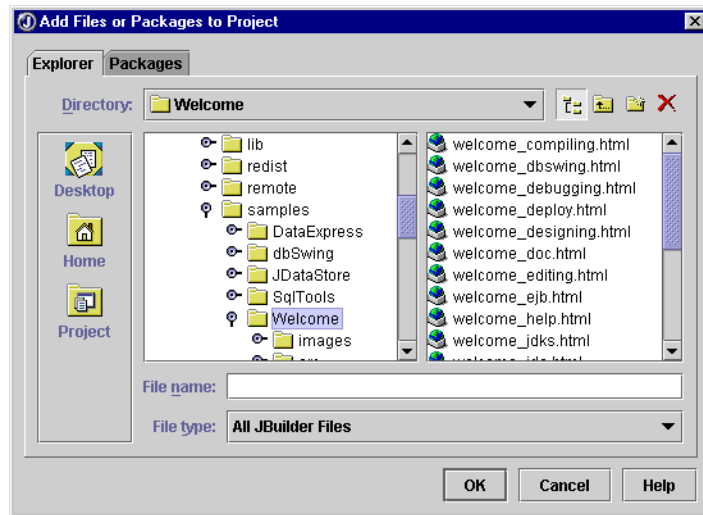 Add Files or Packages to Project
Explorer
Packages
Directory:
Welcome
Desktop
Home
Project
lib
redist
remote
samples
DataExpress
dbSwing
JDataStore
SqlTools
Welcome
images
welcome_compiling.html
welcome_dbswing.html
welcome_debugging.html
welcome_deploy.html
welcome_designing.html
welcome_doc.html
welcome_editing.html
welcome_ejb.html
welcome_help.html
welcome_jdks.html
File name:
File type:
All JBuilder Files
OK
Cancel
Help